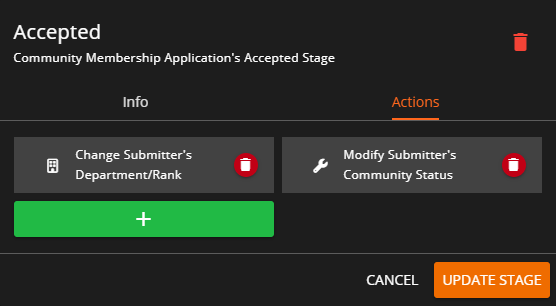 Accepted
Community Membership Application's Accepted Stage
Info
Actions
Change Submitter's
Department/Rank
Modify Submitter's
Community Status
+
CANCEL
UPDATE STAGE